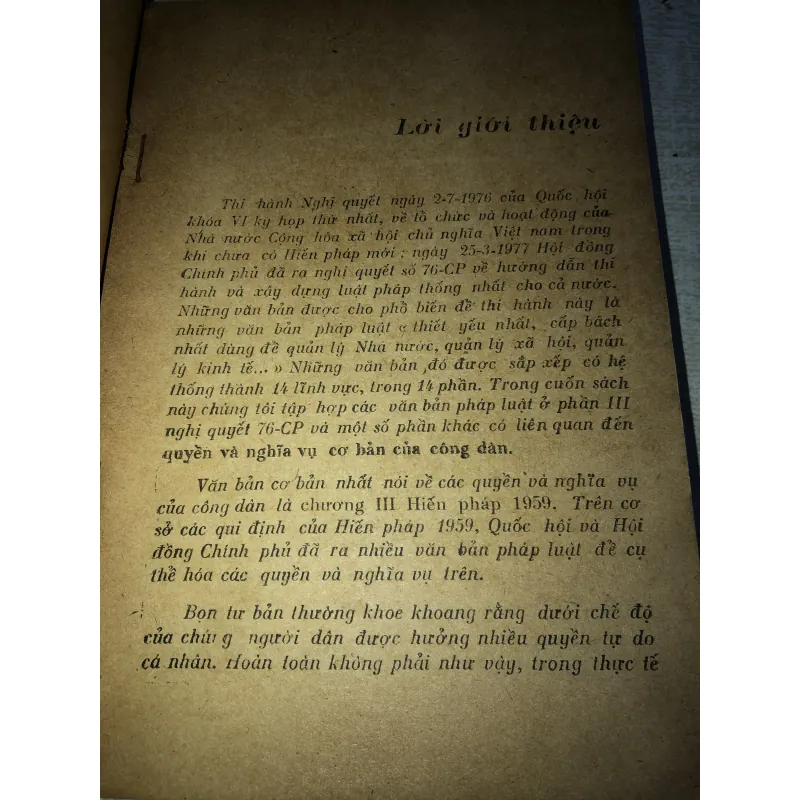 Lời giới thiệu
Thi hành Nghị quyết ngày 2-7-1976 của Quốc hội
khóa VI kỳ họp thứ nhất, về tổ chức và hoạt động của
Nhà nước Cộng hòa xã hội chủ nghĩa Việt nam trong
khi chưa có Hiến pháp mới ; ngày 25-3-1977 Hội đồng
Chính phủ đã ra nghị quyết số 76-CP về hướng dẫn thi
hành và xây dựng luật pháp thống nhất cho cả nước.
Những văn bản được cho phổ biến để thi hành này là
những văn bản pháp luật « thiết yếu nhất, cấp bách
nhất dùng để quản lý Nhà nước, quản lý xã hội, quản
lý kinh tế... » Những văn bản đó được sắp xếp có hệ
thống thành 14 lĩnh vực, trong 14 phần. Trong cuốn sách
này chúng tôi tập hợp các văn bản pháp luật ở phần III
nghị quyết 76-CP và một số phần khác có liên quan đến
quyền và nghĩa vụ cơ bản của công dân.
Văn bản cơ bản nhất nói về các quyền và nghĩa vụ
của công dân là chương III Hiến pháp 1959. Trên cơ
sở các qui định của Hiến pháp 1959, Quốc hội và Hội
đồng Chính phủ đã ra nhiều văn bản pháp luật để cụ
thể hóa các quyền và nghĩa vụ trên.
Bọn tư bản thường khoe khoang rằng dưới chế độ
của chúng người dân được hưởng nhiều quyền tự do
cá nhân. Hoàn toàn không phải như vậy, trong thực tế